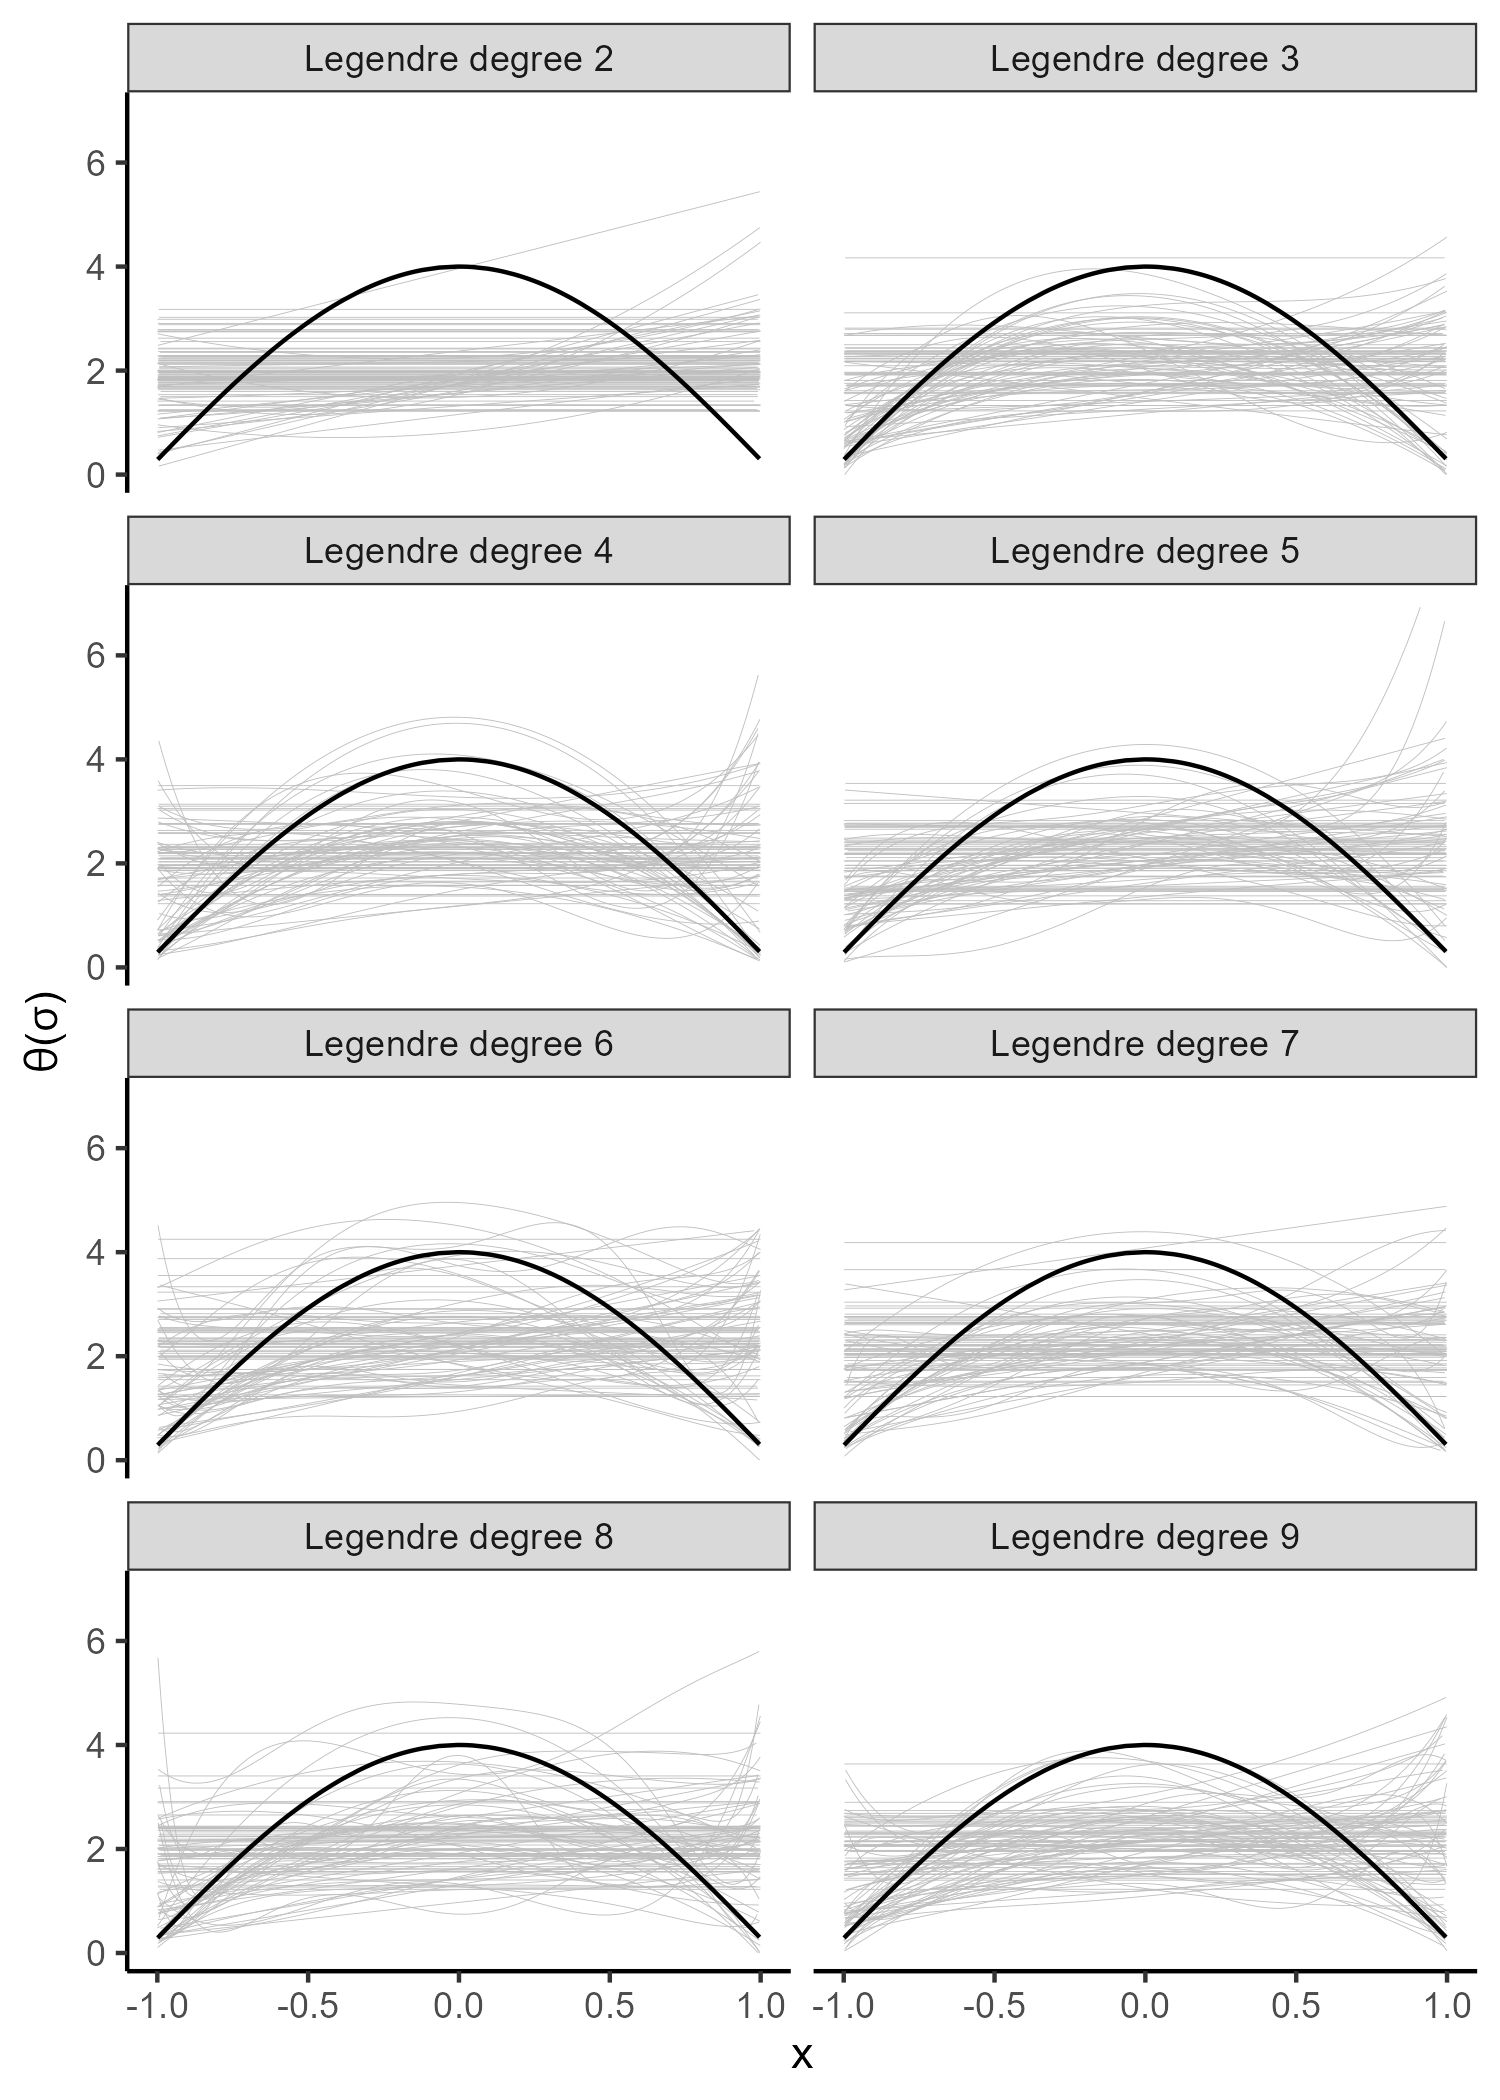 Legendre degree 2
Legendre degree 3
6
4
2
0
Legendre degree 4
Legendre degree 5
6
4
2
0
θ(σ)
Legendre degree 6
Legendre degree 7
6
4
2
0
Legendre degree 8
Legendre degree 9
6
4
2
0
-1.0 -0.5 0.0 0.5 1.0 -1.0 -0.5 0.0 0.5 1.0
x